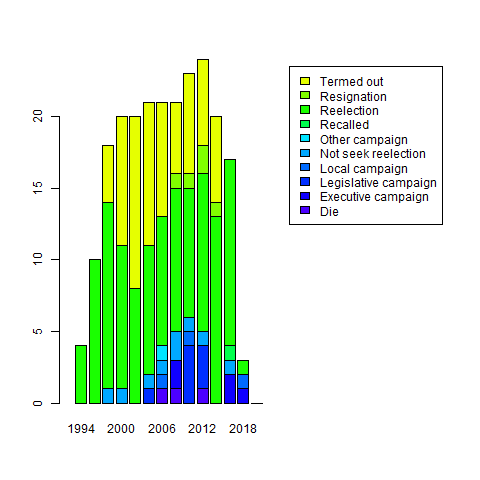 20
15
10
5
0
1994 2000 2006 2012 2018
Termed out
Resignation
Reelection
Recalled
Other campaign
Not seek reelection
Local campaign
Legislative campaign
Executive campaign
Die